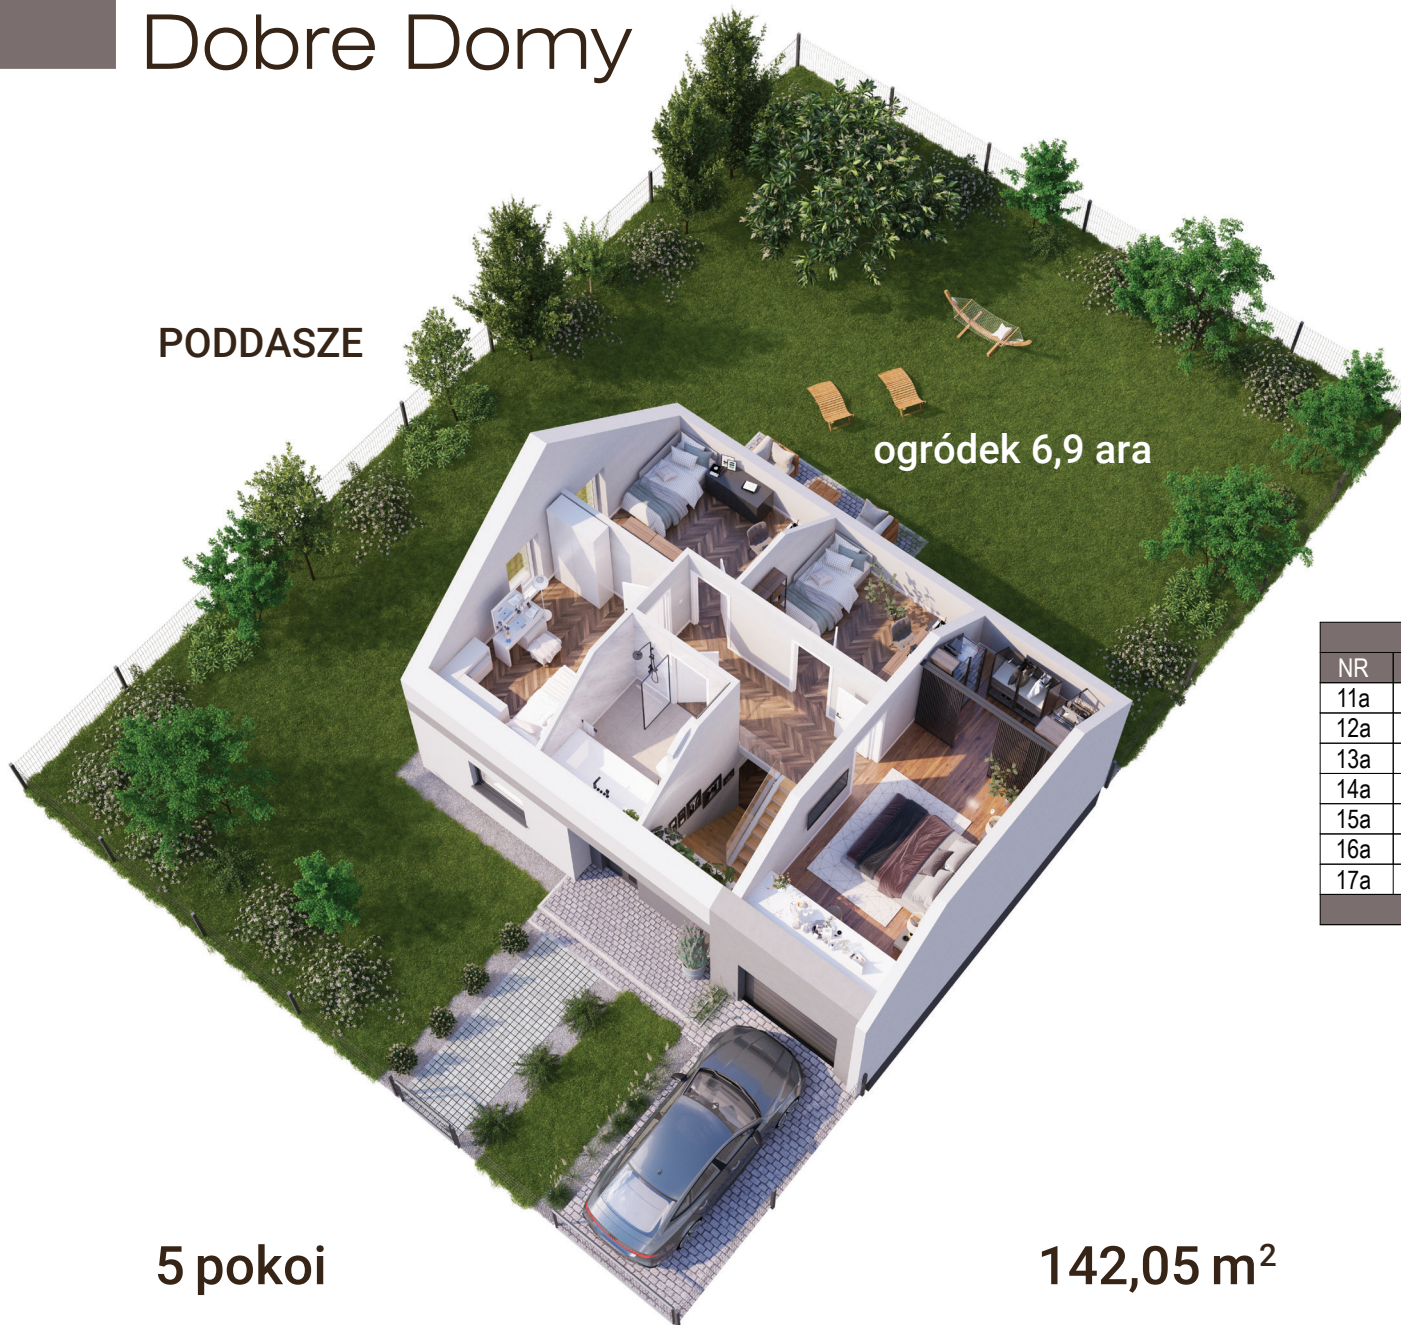 Dobre Domy
PODDASZE
ogródek 6,9 ara
NR
11a
12a
13a
14a
15a
16a
17a
5 pokoi
142,05 m²